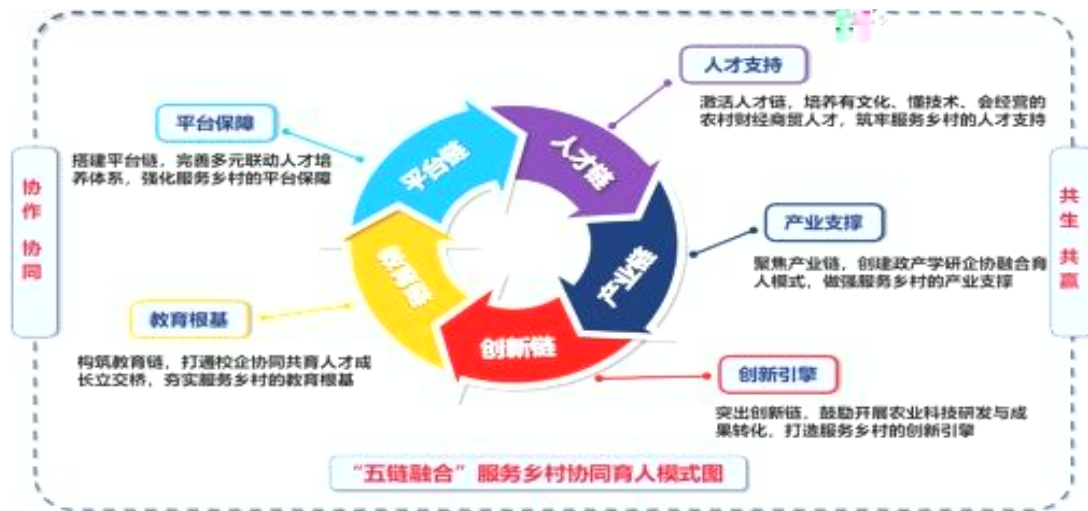 人才支持
激活人才链，培养有文化、懂技术、会经营的
农村财经商贸人才，筑牢服务乡村的人才支持
平台保障
搭建平台链，完善多元联动人才培
养体系，强化服务乡村的平台保障
平台链
人才链
协作 协同
共生 共赢
产业支撑
聚焦产业链，创建政产学研企协融合育
人模式，做强服务乡村的产业支撑
教育链
产业链
创新链
教育根基
构筑教育链，打通校企协同共育人才成
长立交桥，夯实服务乡村的教育根基
创新引擎
突出创新链，鼓励开展农业科技研发与成
果转化，打造服务乡村的创新引擎
“五链融合”服务乡村协同育人模式图